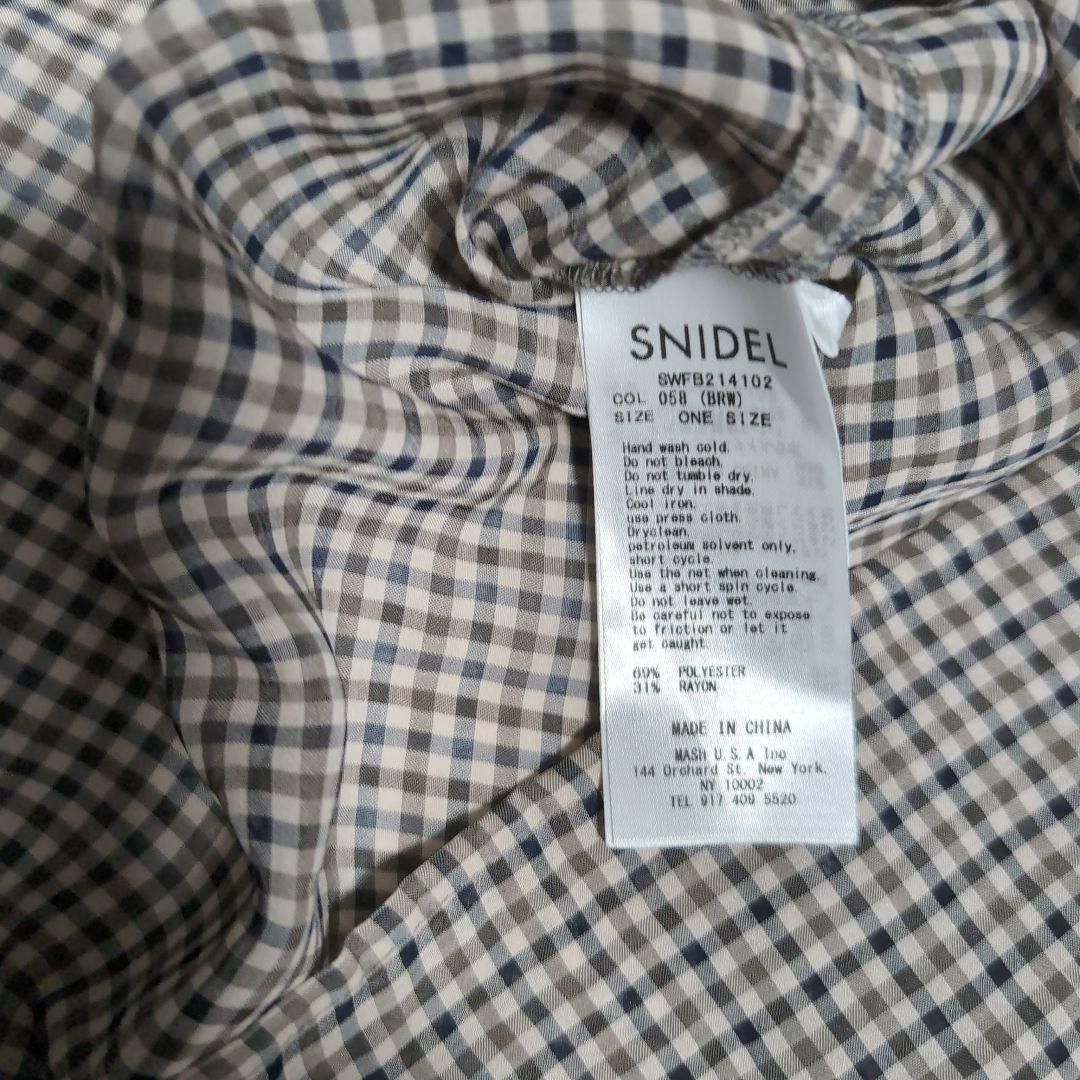 SNIDEL
SWFB214102
COL 058 (BRW)
SIZE ONE SIZE
Hand wash cold.
Do not bleach.
Do not tumble dry.
Line dry in shade.
Cool iron.
use press cloth.
Dryclean.
petroleum solvent only.
short cycle.
Use the net when cleaning.
Use a short spin cycle.
Do not leave wet.
Be careful not to expose
to friction or let it
get caught.
69% POLYESTER
31% RAYON
MADE IN CHINA
MASH U.S.A Inc
144 Orchard St. New York.
NY 10002
TEL 917 409 5520